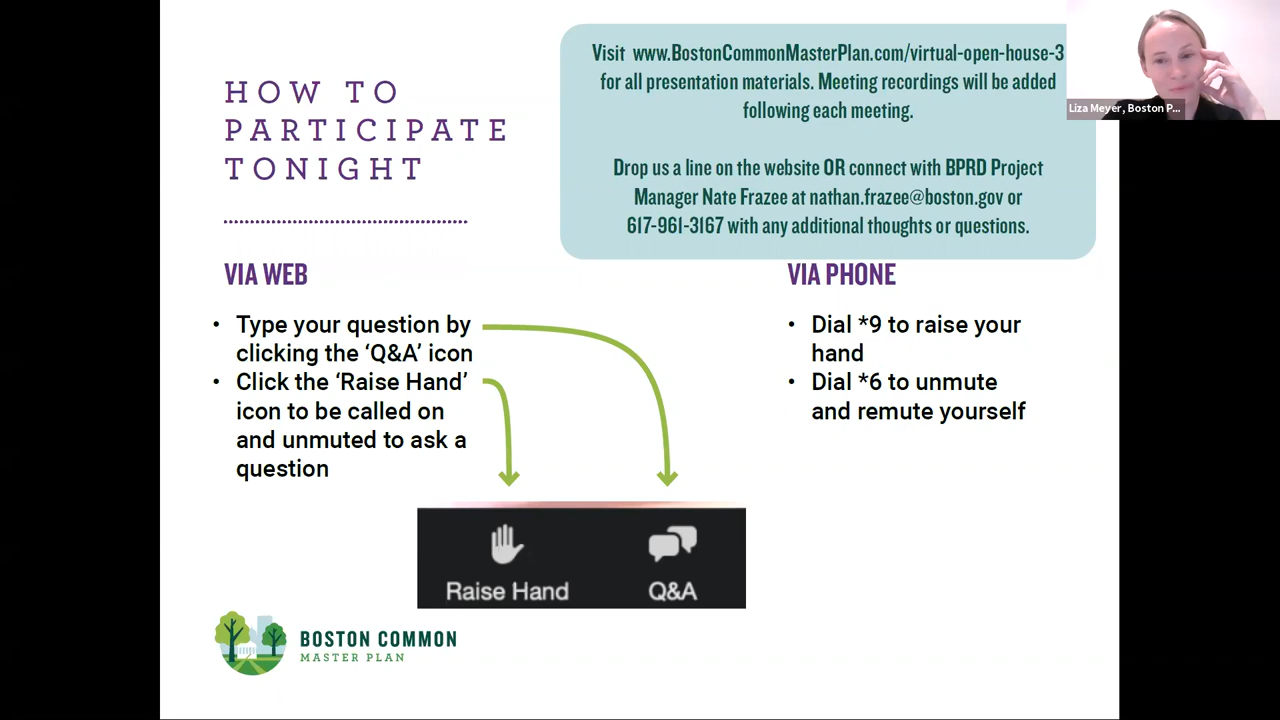 HOW TO
PARTICIPATE
TONIGHT
Visit www.BostonCommonMasterPlan.com/virtual-open-house-3
for all presentation materials. Meeting recordings will be added
following each meeting.
Drop us a line on the website OR connect with BPRD Project
Manager Nate Frazee at nathan.frazee@boston.gov or
617-961-3167 with any additional thoughts or questions.
Liza Meyer, Boston P...
VIA WEB
• Type your question by
clicking the ‘Q&A’ icon
• Click the ‘Raise Hand’
icon to be called on
and unmuted to ask a
question
VIA PHONE
• Dial *9 to raise your
hand
• Dial *6 to unmute
and remute yourself
Raise Hand
Q&A
BOSTON COMMON
MASTER PLAN